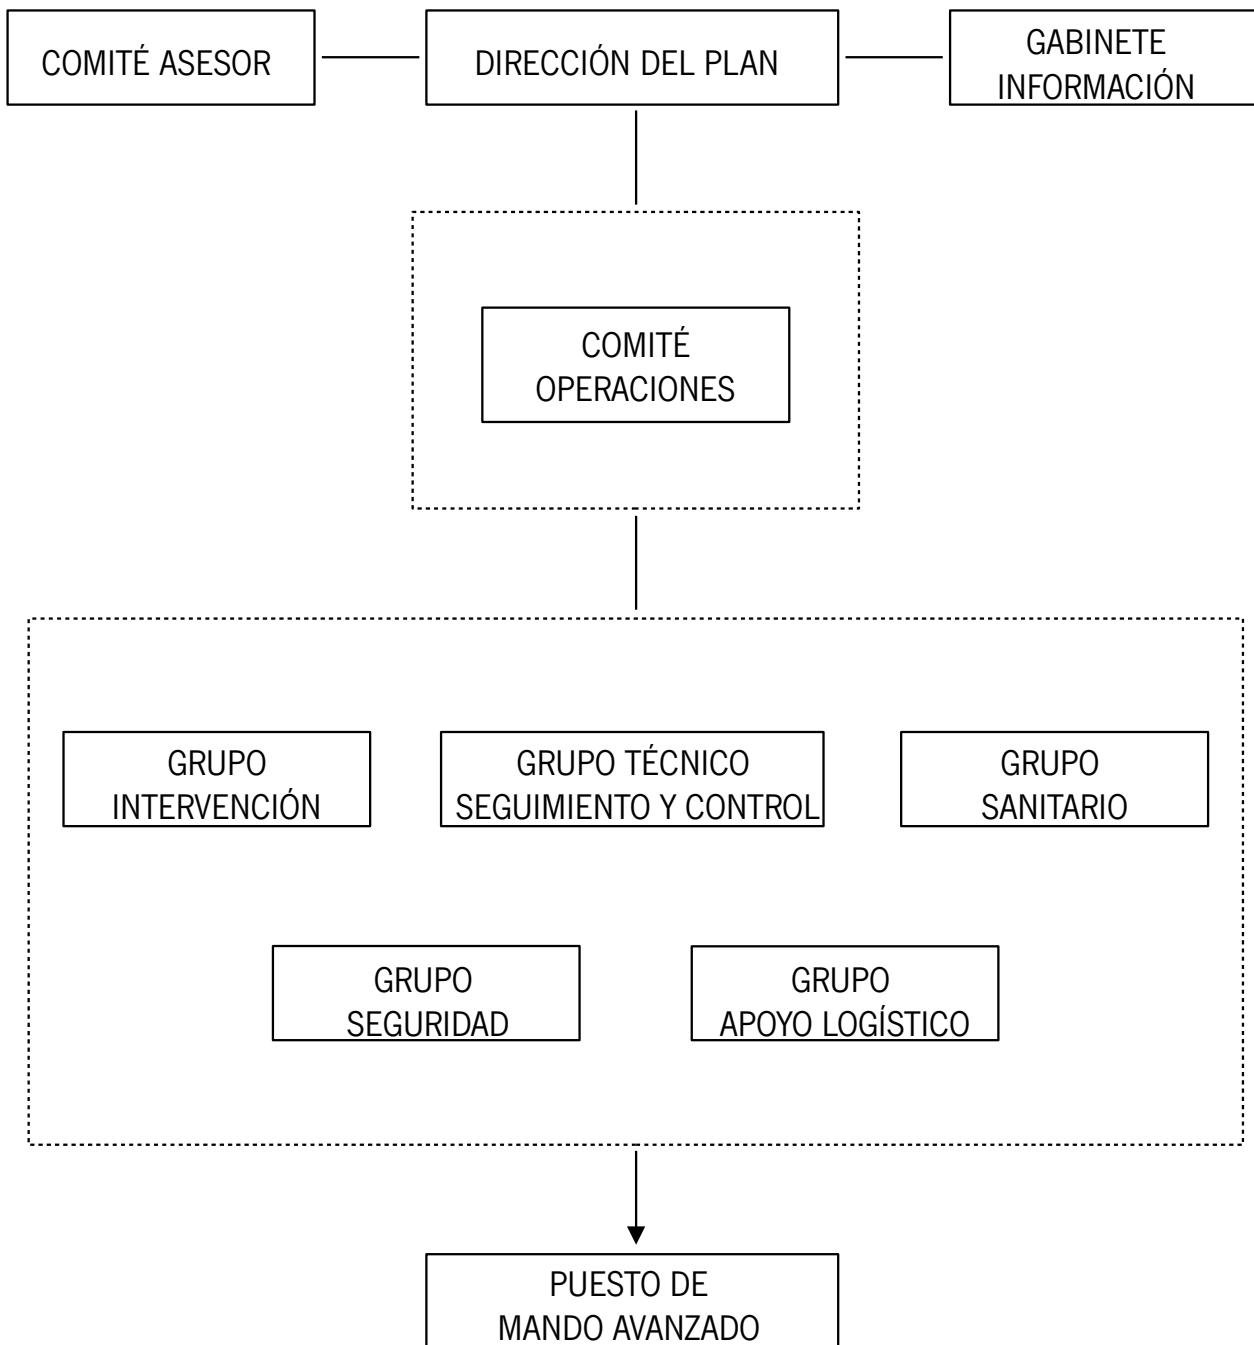 COMITÉ ASESOR
DIRECCIÓN DEL PLAN
GABINETE
INFORMACIÓN
COMITÉ
OPERACIONES
GRUPO
INTERVENCIÓN
GRUPO TÉCNICO
SEGUIMIENTO Y CONTROL
GRUPO
SANITARIO
GRUPO
SEGURIDAD
GRUPO
APOYO LOGÍSTICO
PUESTO DE
MANDO AVANZADO